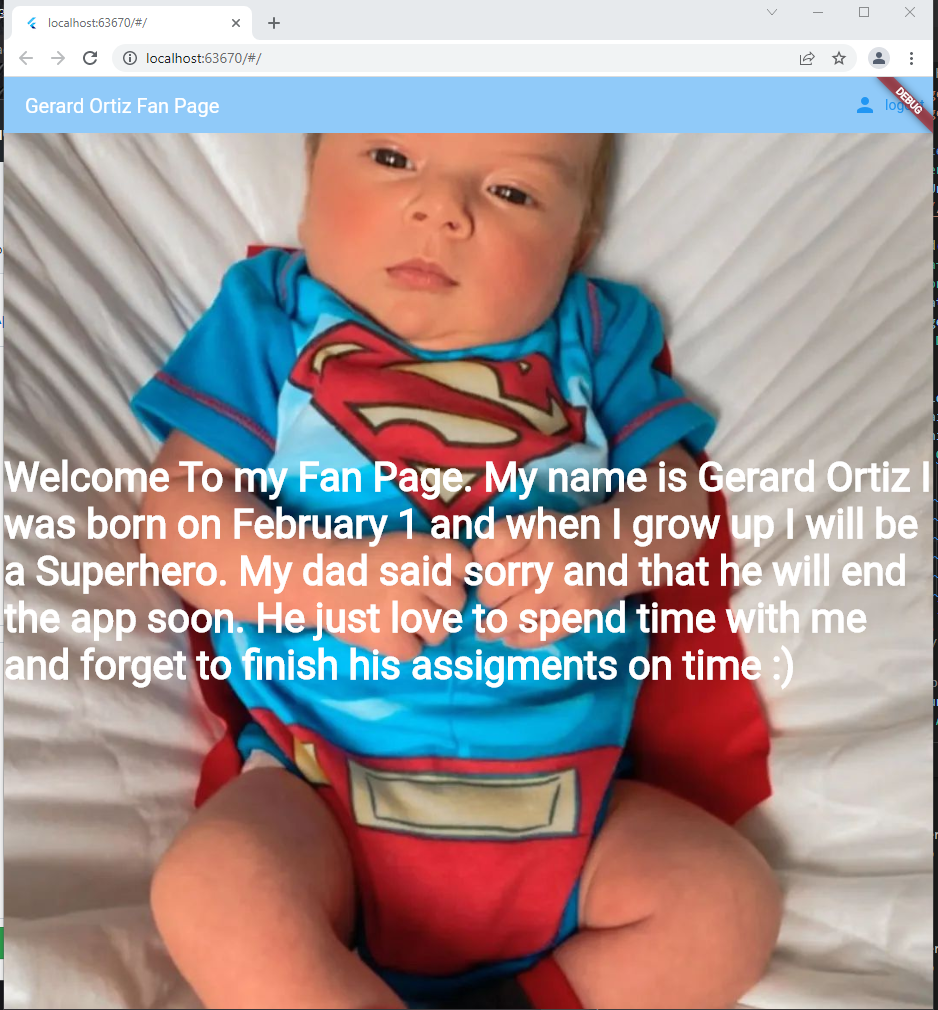 localhost:63670/#/
localhost:63670/#/
Gerard Ortiz Fan Page
DEBUG
Welcome To my Fan Page. My name is Gerard Ortiz I
was born on February 1 and when I grow up I will be
a Superhero. My dad said sorry and that he will end
the app soon. He just love to spend time with me
and forget to finish his assigments on time :)